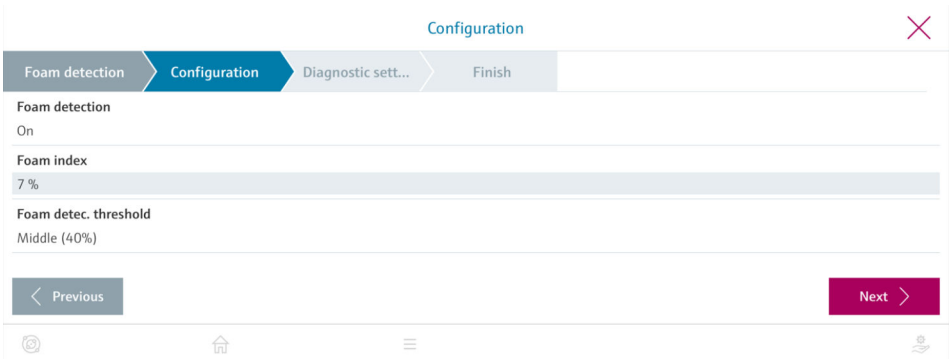 Configuration
Foam detection
Configuration
Diagnostic sett...
Finish
Foam detection
On
Foam index
7 %
Foam detec. threshold
Middle (40%)
Previous
Next